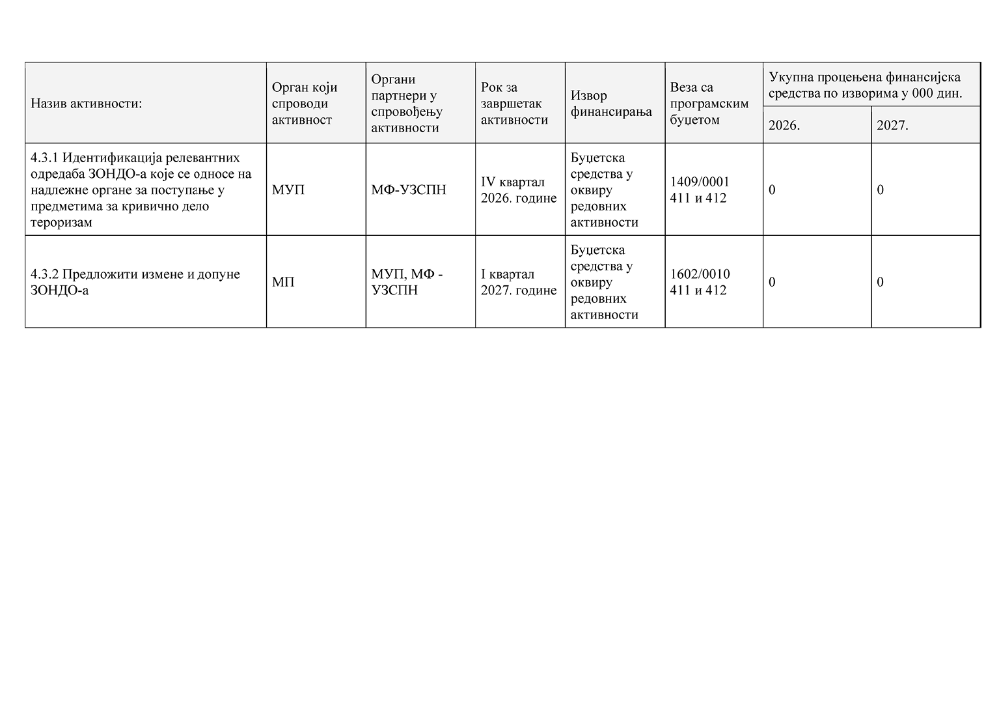 Назив активности:
Орган који
спроводи
активност
Органи
партнери у
спровођењу
активности
Рок за
завршетак
активности
Извор
финансирања
Веза са
програмским
буџетом
Укупна процењена финансијска
средства по изворима у 000 дин.
2026.
2027.
4.3.1 Идентификација релевантних
одредаба ЗОНДО-а које се односе на
надлежне органе за поступање у
предметима за кривично дело
тероризам
МУП
МФ-УЗСПН
IV квартал
2026. године
Буџетска
средства у
оквиру
редовних
активности
1409/0001
411 и 412
0
0
4.3.2 Предложити измене и допуне
ЗОНДО-а
МП
МУП, МФ -
УЗСПН
I квартал
2027. године
Буџетска
средства у
оквиру
редовних
активности
1602/0010
411 и 412
0
0